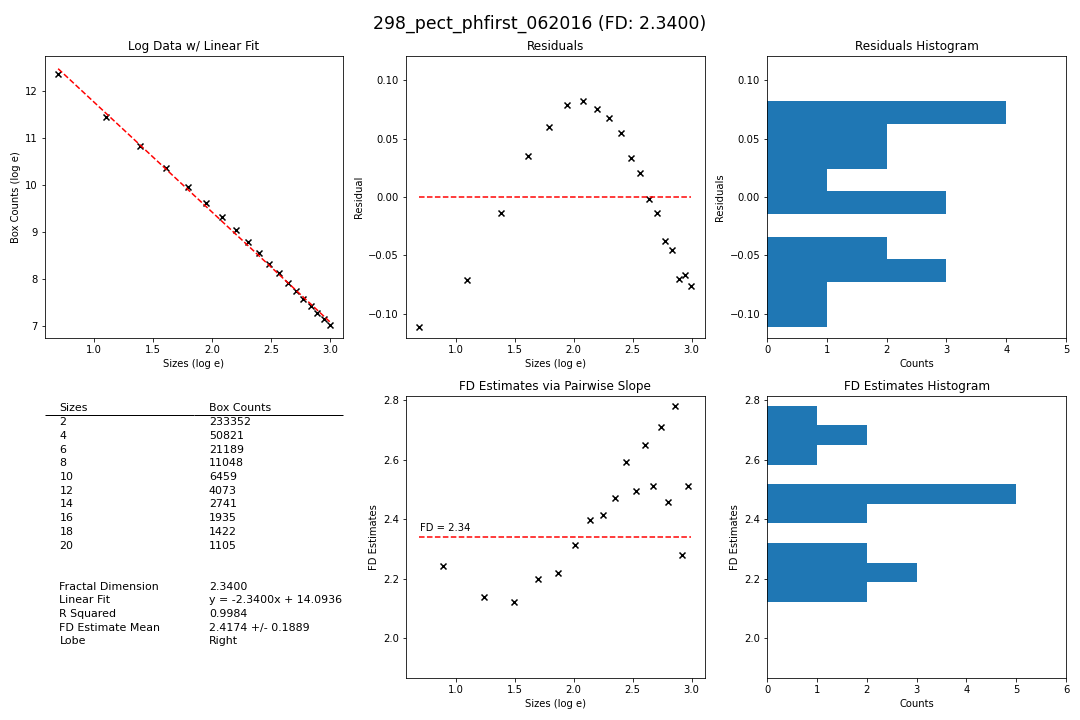 298_pect_phfirst_062016 (FD: 2.3400)
Log Data w/ Linear Fit
Box Counts (log e)
12
11
10
9
8
7
1.0 1.5 2.0 2.5 3.0
Sizes (log e)
Residuals
Residual
0.10
0.05
0.00
−0.05
−0.10
1.0 1.5 2.0 2.5 3.0
Sizes (log e)
Residuals Histogram
Residuals
0.10
0.05
0.00
−0.05
−0.10
0 1 2 3 4 5
Counts
Sizes Box Counts
2 233352
4 50821
6 21189
8 11048
10 6459
12 4073
14 2741
16 1935
18 1422
20 1105
Fractal Dimension 2.3400
Linear Fit y = -2.3400x + 14.0936
R Squared 0.9984
FD Estimate Mean 2.4174 +/- 0.1889
Lobe Right
FD Estimates via Pairwise Slope
FD Estimates
2.8
2.6
2.4
2.2
2.0
FD = 2.34
1.0 1.5 2.0 2.5 3.0
Sizes (log e)
FD Estimates Histogram
FD Estimates
2.8
2.6
2.4
2.2
2.0
0 1 2 3 4 5 6
Counts